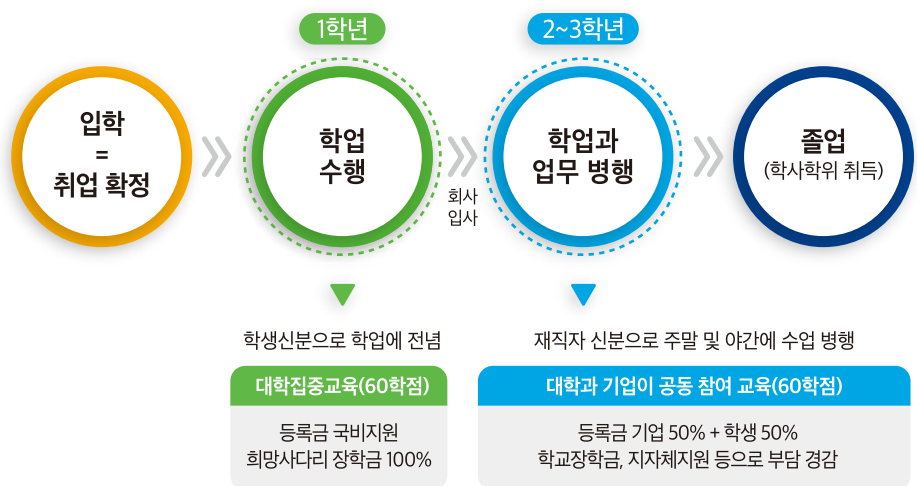 1학년
2~3학년
입학
=
취업 확정
학업
수행
회사
입사
학업과
업무 병행
졸업
(학사학위 취득)
학생신분으로 학업에 전념
대학집중교육(60학점)
등록금 국비지원
희망사다리 장학금 100%
재직자 신분으로 주말 및 야간에 수업 병행
대학과 기업이 공동 참여 교육(60학점)
등록금 기업 50% + 학생 50%
학교장학금, 지자체지원 등으로 부담 경감